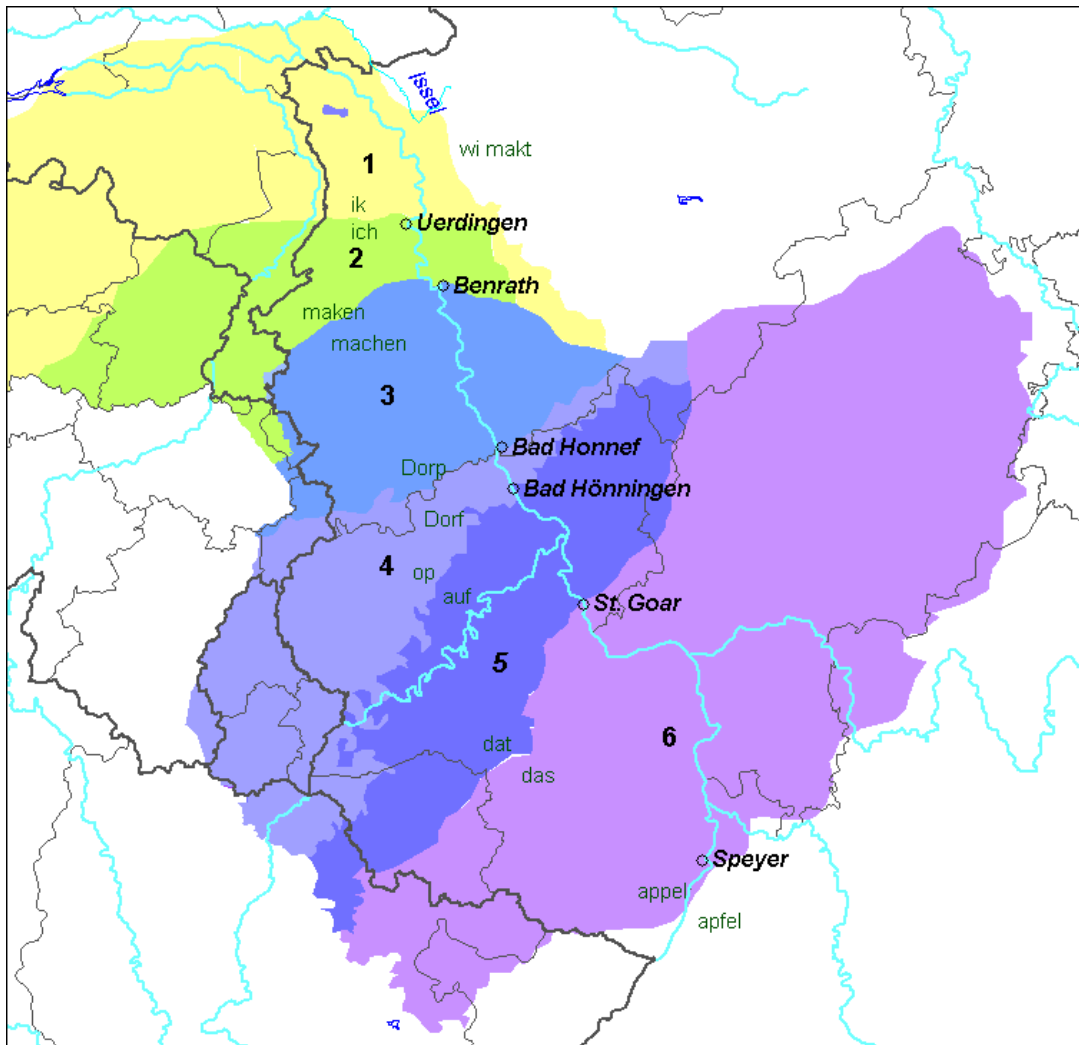 Issel
wi makt
1
ik
Uerdingen
ich
2
Benrath
maken
machen
3
Bad Honnef
Dorp
Bad Hönningen
Dorf
4
op
auf
St. Goar
5
6
dat
das
Speyer
appel
apfel